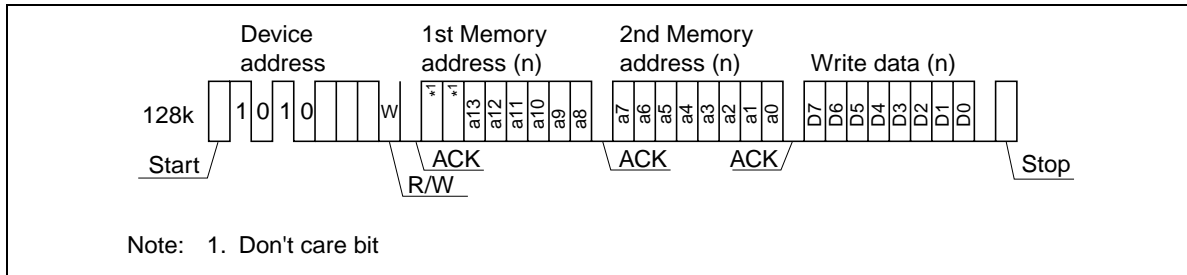 Device address
1st Memory address (n)
2nd Memory address (n)
Write data (n)
128k 1 0 1 0 W *1 *1 a13 a12 a11 a10 a9 a8 a7 a6 a5 a4 a3 a2 a1 a0 D7 D6 D5 D4 D3 D2 D1 D0
Start ACK ACK ACK Stop
R/W
Note: 1. Don't care bit